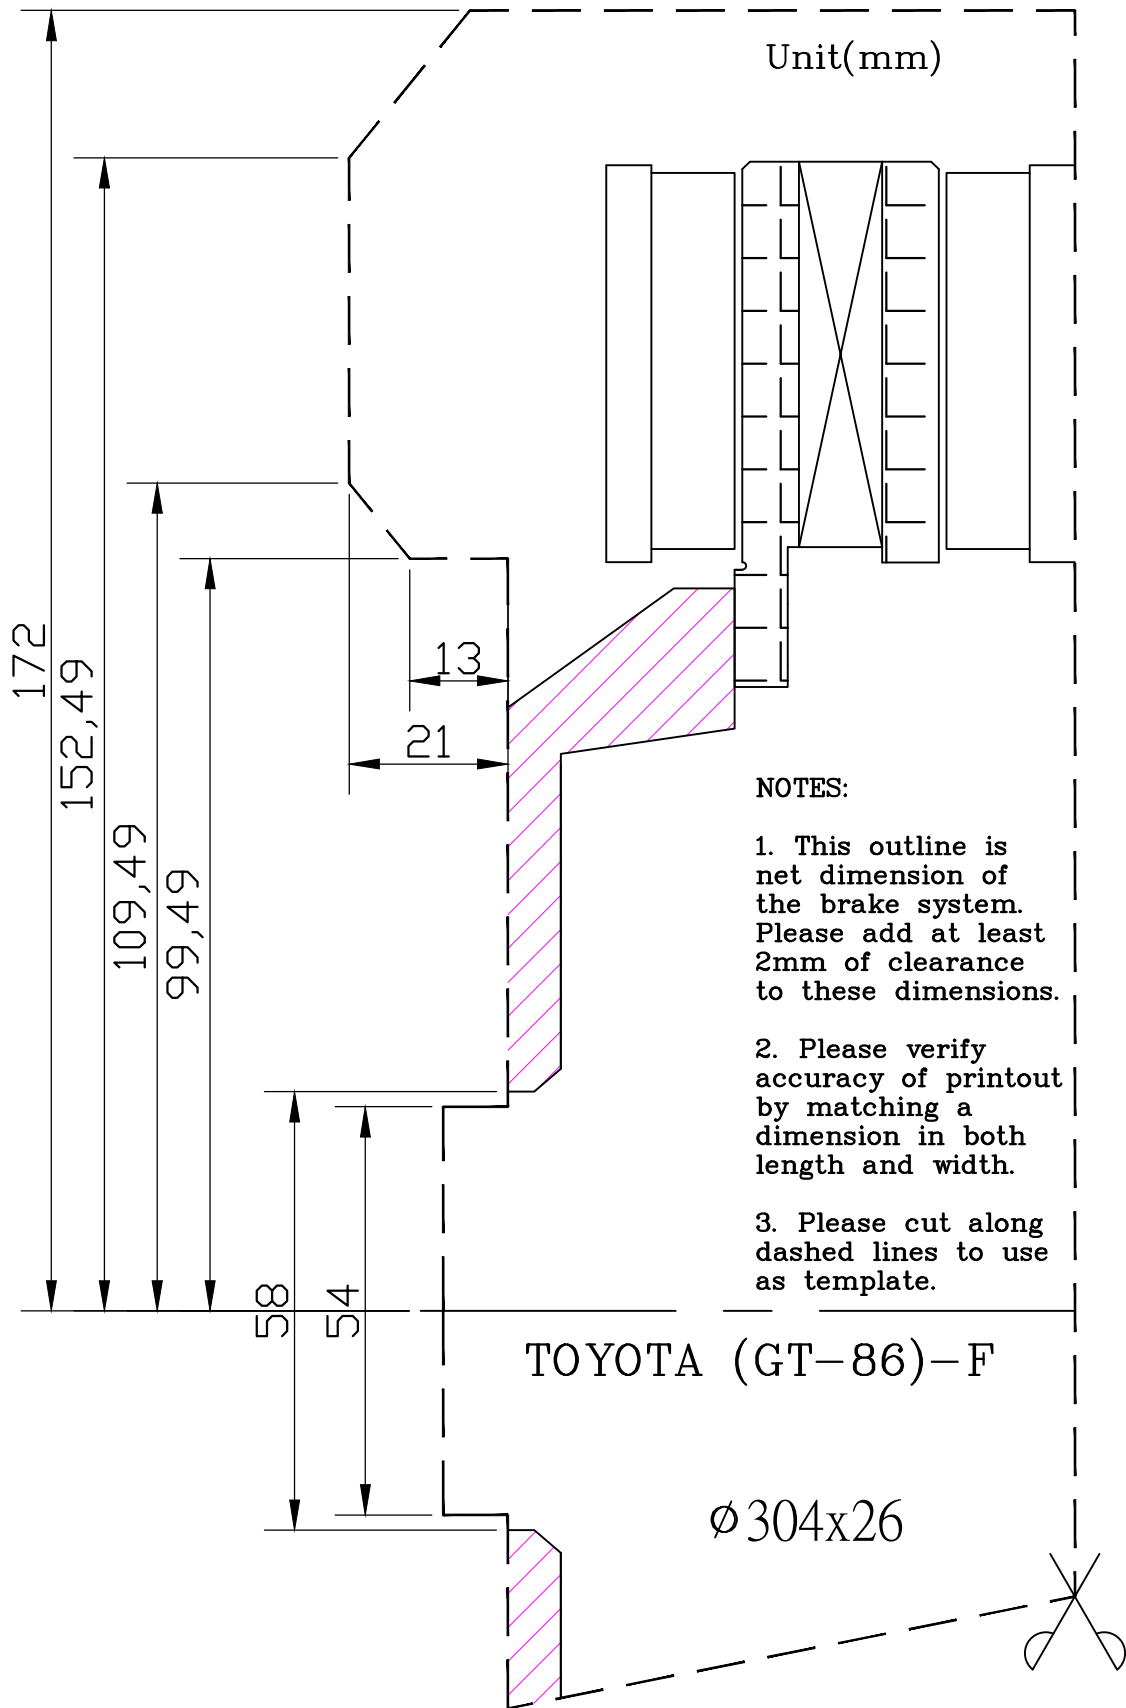 Unit(mm)
172
152,49
109,49
99,49
13
21
58
54
NOTES:
1. This outline is
net dimension of
the brake system.
Please add at least
2mm of clearance
to these dimensions.
2. Please verify
accuracy of printout
by matching a
dimension in both
length and width.
3. Please cut along
dashed lines to use
as template.
TOYOTA (GT-86)-F
Ø304x26